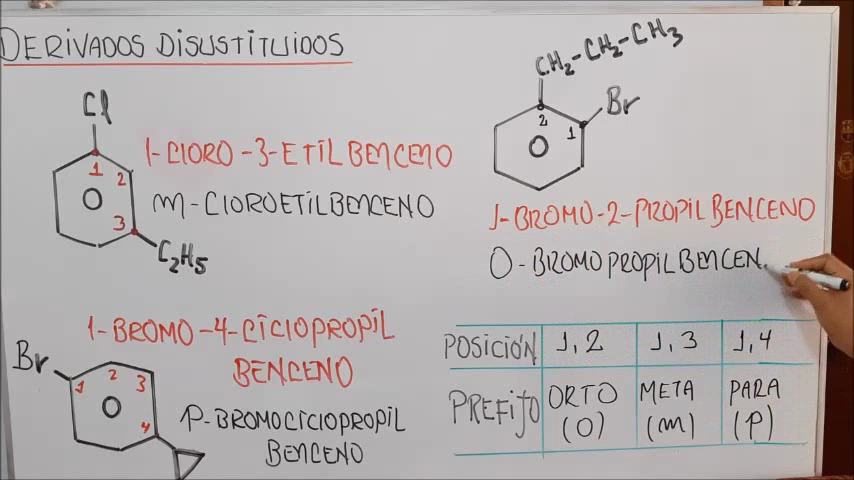 DERIVADOS DISUSTITUIDOS
Cl
1
2
3
C2H5
1-CLORO-3-ETIL BENCENO
m-CLOROETILBENCENO
CH2-CH2-CH3
Br
2
1
1-BROMO-2-PROPIL BENCENO
O-BROMOPROPILBENCEN
1-BROMO-4-CICLOPROPIL
BENCENO
Br
1
2
3
4
P-BROMOCICLOPROPIL
BENCENO
POSICIÓN 1,2 1,3 1,4
PREFIJO ORTO META PARA
(O) (m) (p)